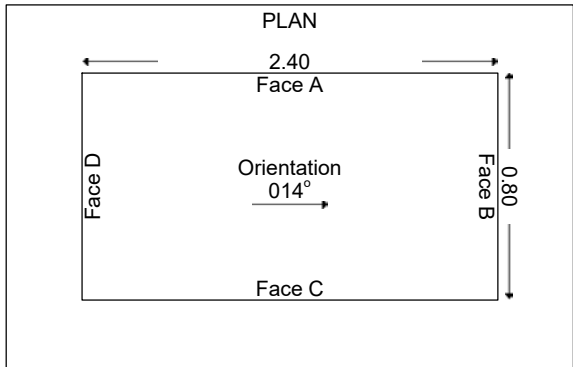 PLAN
2.40
Face A
Face D
Orientation
014°
Face B
0.80
Face C